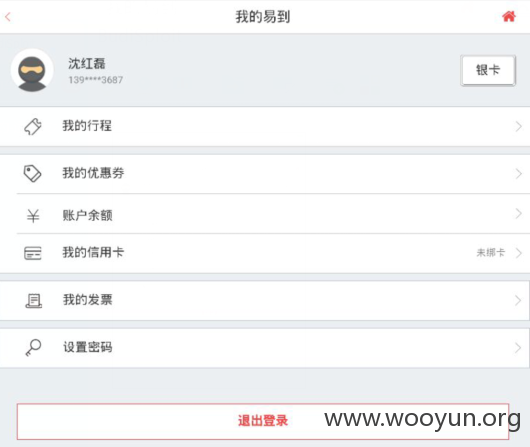 我的易到
沈红磊
139****3687
银卡
我的行程
我的优惠券
账户余额
我的信用卡 未绑卡
我的发票
设置密码
退出登录
www.wooyun.org